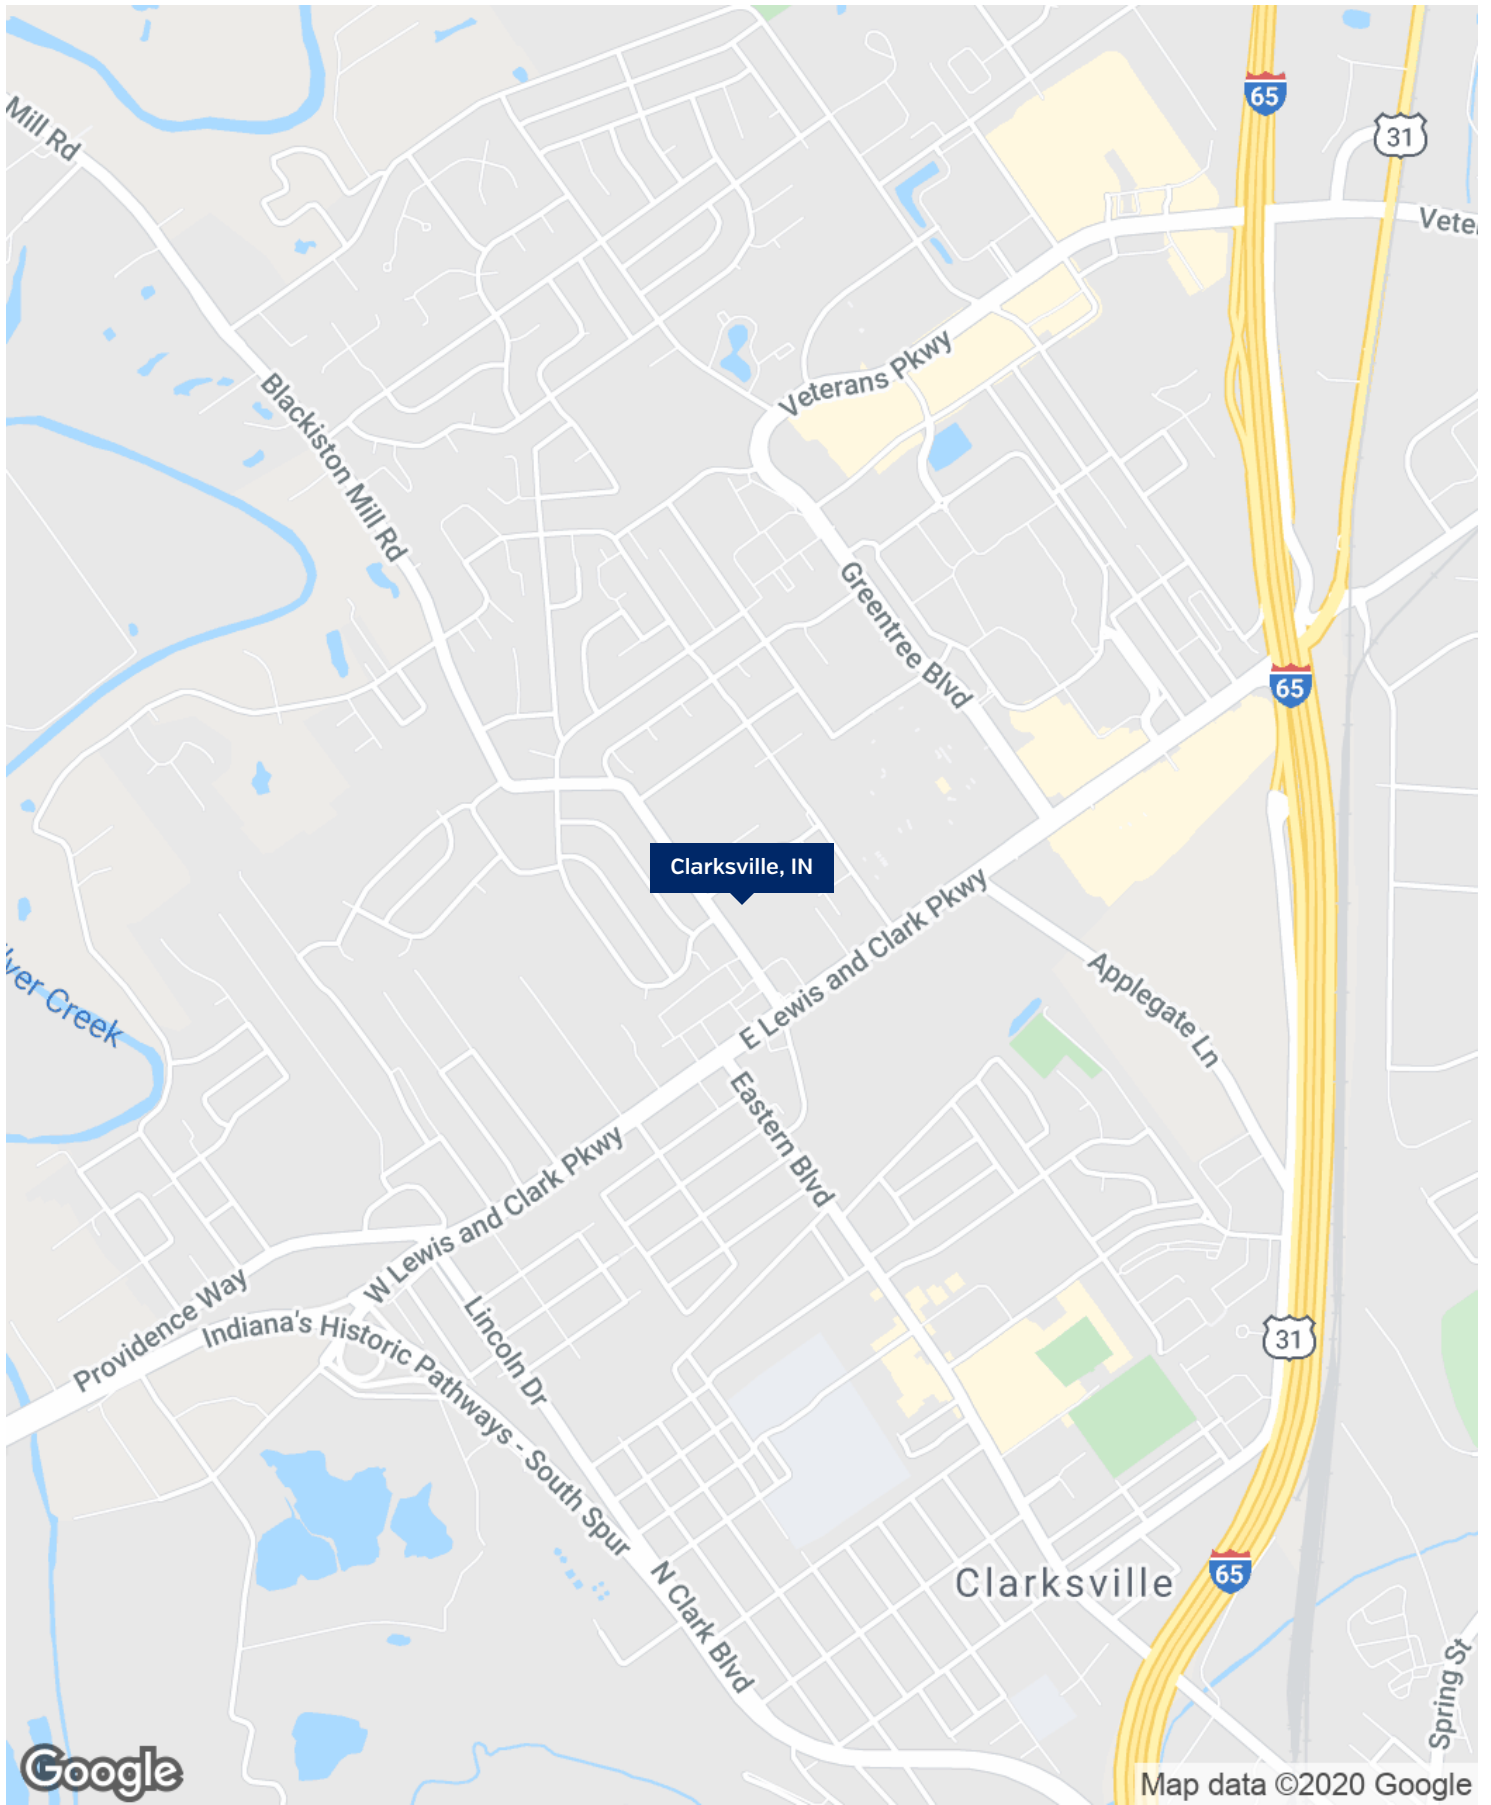 65
31
Mill Rd
Veterans Pkwy
Blackiston Mill Rd
Greentree Blvd
65
Clarksville, IN
E Lewis and Clark Pkwy
Applegate Ln
Creek
Eastern Blvd
W Lewis and Clark Pkwy
Providence Way
Indiana's Historic Pathways - South Spur
Lincoln Dr
31
N Clark Blvd
Clarksville
65
Spring St
Google
Map data ©2020 Google